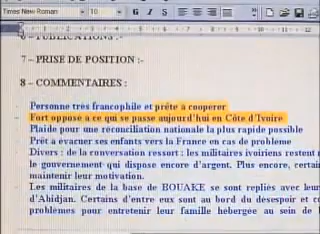 Times New Roman 10 G I S
6 – PUBLICATIONS :-
7 – PRISE DE POSITION :-
8 – COMMENTAIRES :
Personne très francophile et prête à coopérer
Fort opposé à ce qui se passe aujourd'hui en Côte d'Ivoire
Plaide pour une réconciliation nationale la plus rapide possible
Prêt à évacuer ses enfants vers la France en cas de problème
Divers : de la conversation ressort : les militaires ivoiriens restent
le gouvernement qui dispose encore d'argent. Plus encore, certai
maintenir leur motivation.
Les militaires de la base de BOUAKE se sont repliés avec leur
d'Abidjan. Certains d'entre eux sont au bord du désespoir et co
problèmes pour entretenir leur famille hébergée au sein de l